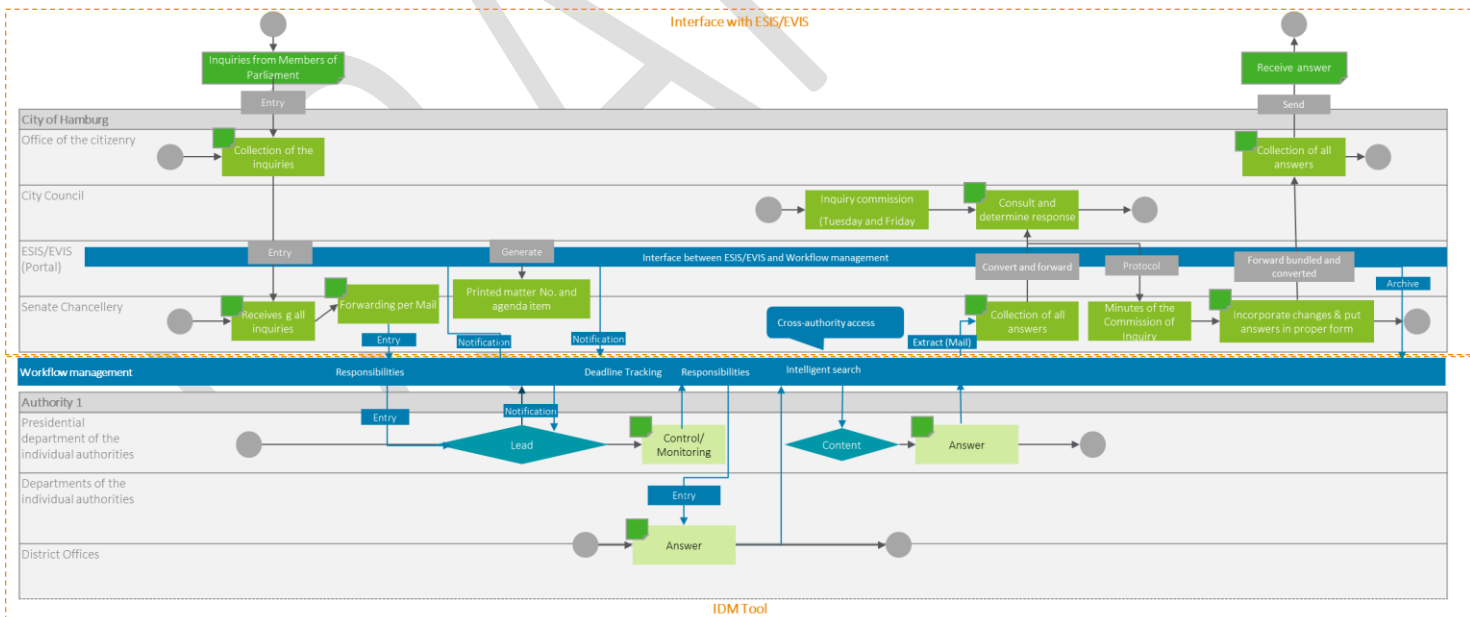 Interface with ESIS/EVIS
Inquiries from Members of
Parliament
Receive answer
Entry
Send
City of Hamburg
Office of the citizenry
Collection of the
inquiries
Collection of all
answers
City Council
Inquiry commission
(Tuesday and Friday
Consult and
determine response
ESIS/EVIS
(Portal)
Entry
Generate
Interface between ESIS/EVIS and Workflow management
Convert and forward
Protocol
Forward bundled and
converted
Archive
Senate Chancellery
Receives g all
inquiries
Forwarding per Mail
Printed matter No. and
agenda item
Cross-authority access
Collection of all
answers
Minutes of the
Commission of
Inquiry
Incorporate changes & put
answers in proper form
Entry
Notification
Notification
Extract (Mail)
Workflow management
Responsibilities
Deadline Tracking
Responsibilities
Intelligent search
Authority 1
Presidential
department of the
individual authorities
Entry
Notification
Lead
Control/
Monitoring
Content
Answer
Departments of the
individual authorities
Entry
Answer
District Offices
IDM Tool